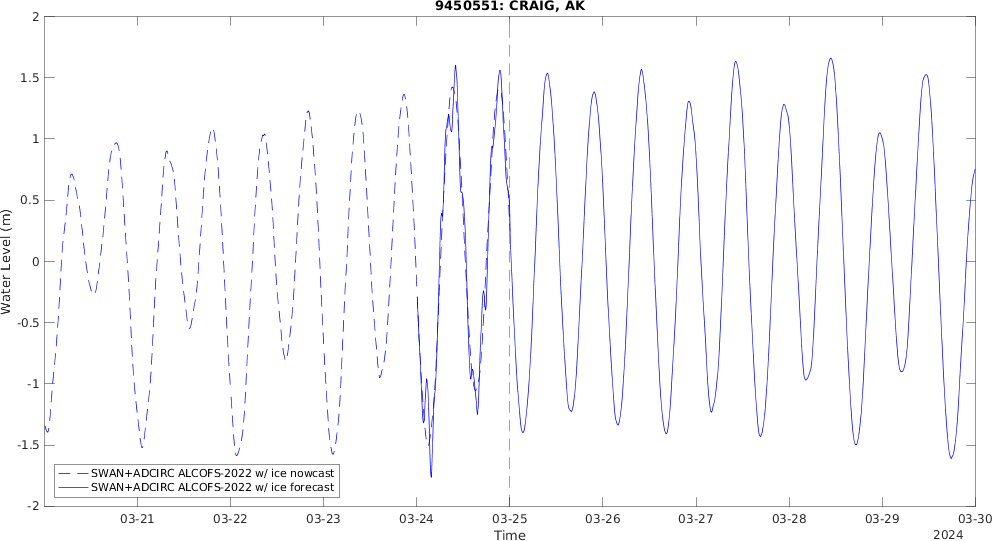 9450551: CRAIG, AK
Water Level (m)
2
1.5
1
0.5
0
-0.5
-1
-1.5
-2
SWAN+ADCIRC ALCOFS-2022 w/ ice nowcast
SWAN+ADCIRC ALCOFS-2022 w/ ice forecast
03-21 03-22 03-23 03-24 03-25 03-26 03-27 03-28 03-29 03-30
Time
2024